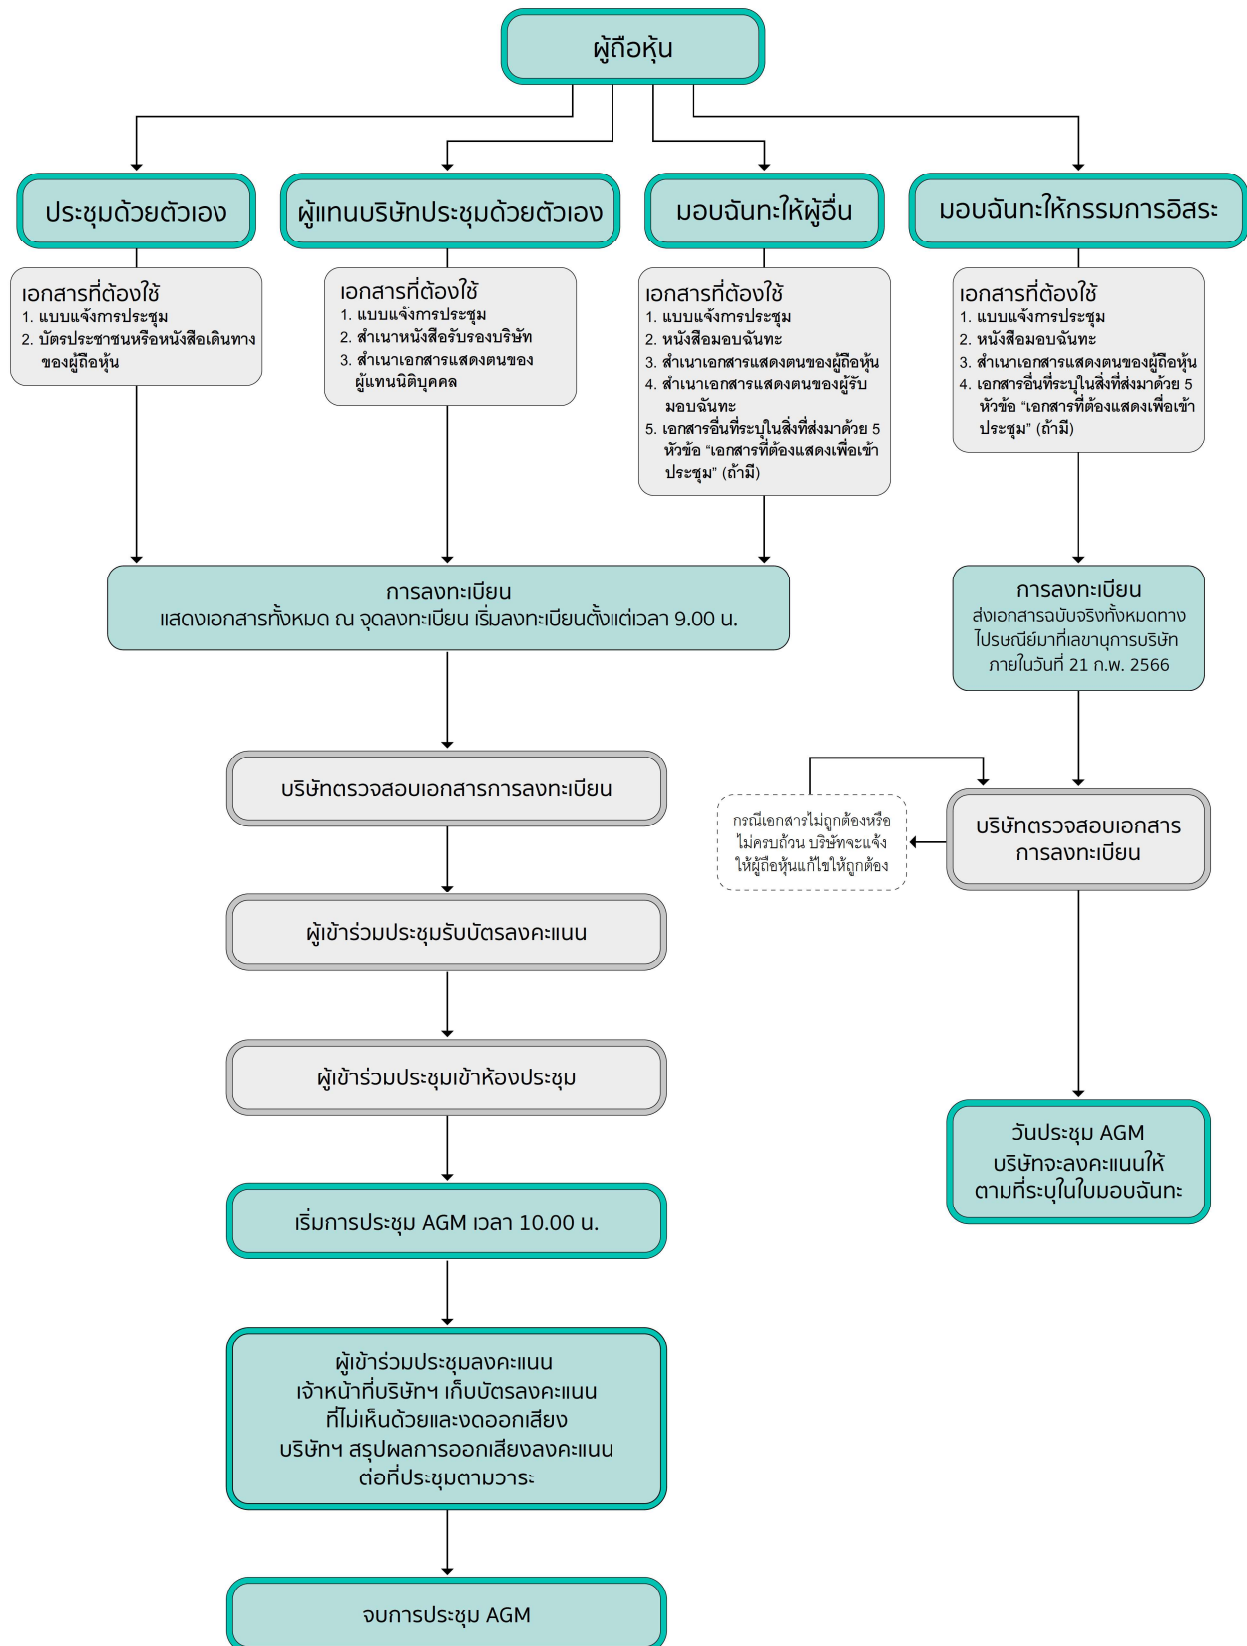 ผู้ถือหุ้น
ประชุมด้วยตัวเอง
เอกสารที่ต้องใช้
1. แบบแจ้งการประชุม
2. บัตรประชาชนหรือหนังสือเดินทาง
ของผู้ถือหุ้น
ผู้แทนบริษัทประชุมด้วยตัวเอง
เอกสารที่ต้องใช้
1. แบบแจ้งการประชุม
2. สำเนาหนังสือรับรองบริษัท
3. สำเนาเอกสารแสดงตนของ
ผู้แทนนิติบุคคล
มอบฉันทะให้ผู้อื่น
เอกสารที่ต้องใช้
1. แบบแจ้งการประชุม
2. หนังสือมอบฉันทะ
3. สำเนาเอกสารแสดงตนของผู้ถือหุ้น
4. สำเนาเอกสารแสดงตนของผู้รับ
มอบฉันทะ
5. เอกสารอื่นที่ระบุในสิ่งที่ส่งมาด้วย 5
หัวข้อ “เอกสารที่ต้องแสดงเพื่อเข้า
ประชุม” (ถ้ามี)
มอบฉันทะให้กรรมการอิสระ
เอกสารที่ต้องใช้
1. แบบแจ้งการประชุม
2. หนังสือมอบฉันทะ
3. สำเนาเอกสารแสดงตนของผู้ถือหุ้น
4. เอกสารอื่นที่ระบุในสิ่งที่ส่งมาด้วย 5
หัวข้อ “เอกสารที่ต้องแสดงเพื่อเข้า
ประชุม” (ถ้ามี)
การลงทะเบียน
แสดงเอกสารทั้งหมด ณ จุดลงทะเบียน เริ่มลงทะเบียนตั้งแต่เวลา 9.00 น.
การลงทะเบียน
ส่งเอกสารฉบับจริงทั้งหมดทาง
ไปรษณีย์มาที่เลขานุการบริษัท
ภายในวันที่ 21 ก.พ. 2566
บริษัทตรวจสอบเอกสารการลงทะเบียน
กรณีเอกสารไม่ถูกต้องหรือ
ไม่ครบถ้วน บริษัทจะแจ้ง
ให้ผู้ถือหุ้นแก้ไขให้ถูกต้อง
บริษัทตรวจสอบเอกสาร
การลงทะเบียน
ผู้เข้าร่วมประชุมรับบัตรลงคะแนน
ผู้เข้าร่วมประชุมเข้าห้องประชุม
วันประชุม AGM
บริษัทจะลงคะแนนให้
ตามที่ระบุในใบมอบฉันทะ
เริ่มการประชุม AGM เวลา 10.00 น.
ผู้เข้าร่วมประชุมลงคะแนน
เจ้าหน้าที่บริษัทฯ เก็บบัตรลงคะแนน
ที่ไม่เห็นด้วยและงดออกเสียง
บริษัทฯ สรุปผลการออกเสียงลงคะแนน
ต่อที่ประชุมตามวาระ
จบการประชุม AGM